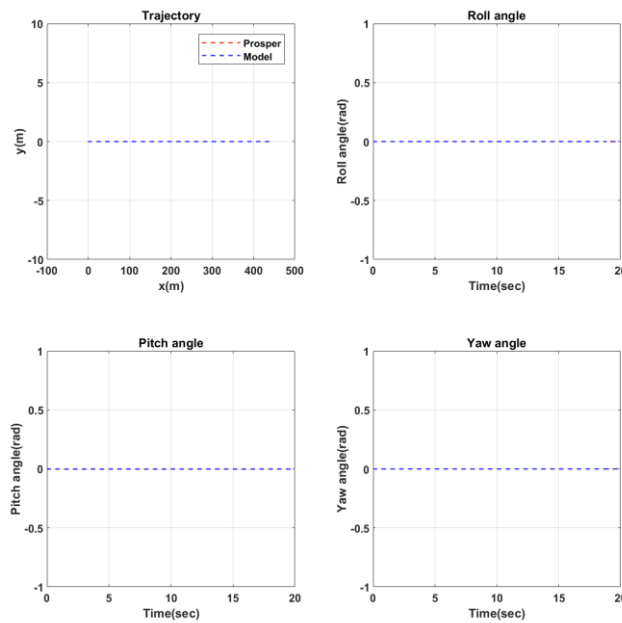 Trajectory
10
5
0
-5
-10
y(m)
-100 0 100 200 300 400 500
x(m)
Prosper
Model
Roll angle
1
0.5
0
-0.5
-1
Roll angle(rad)
0 5 10 15 20
Time(sec)
Pitch angle
1
0.5
0
-0.5
-1
Pitch angle(rad)
0 5 10 15 20
Time(sec)
Yaw angle
1
0.5
0
-0.5
-1
Yaw angle(rad)
0 5 10 15 20
Time(sec)